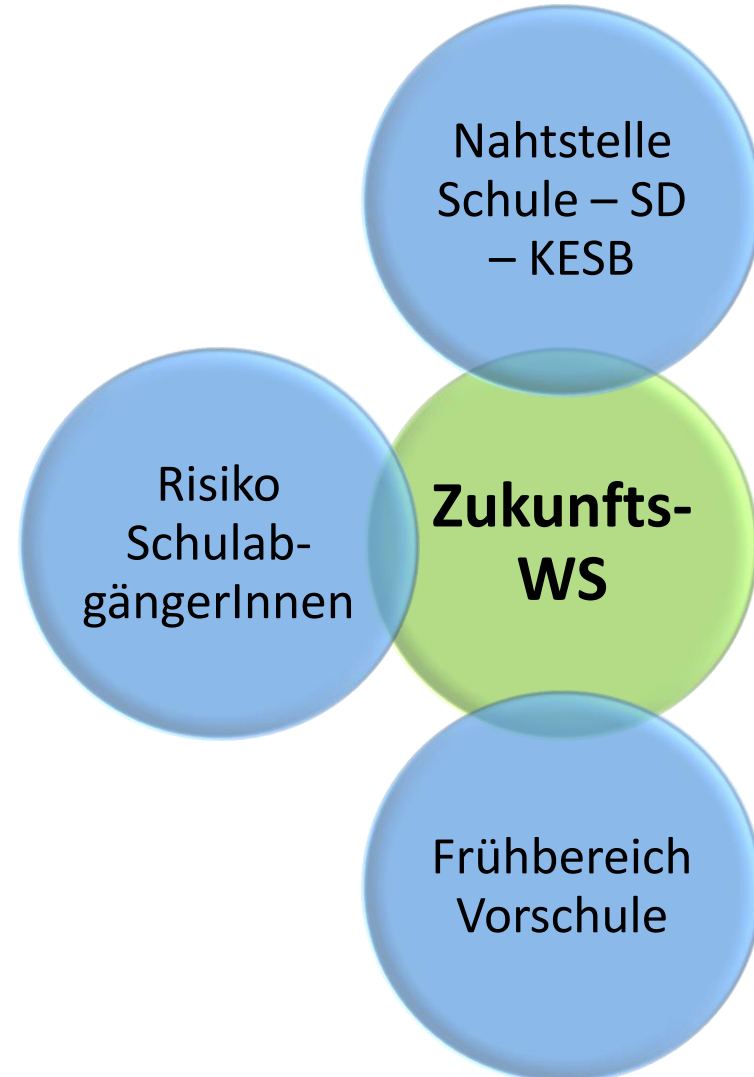 Nahtstelle
Schule – SD
– KESB
Risiko
Schulab-
gängerInnen
Zukunfts-
WS
Frühbereich
Vorschule